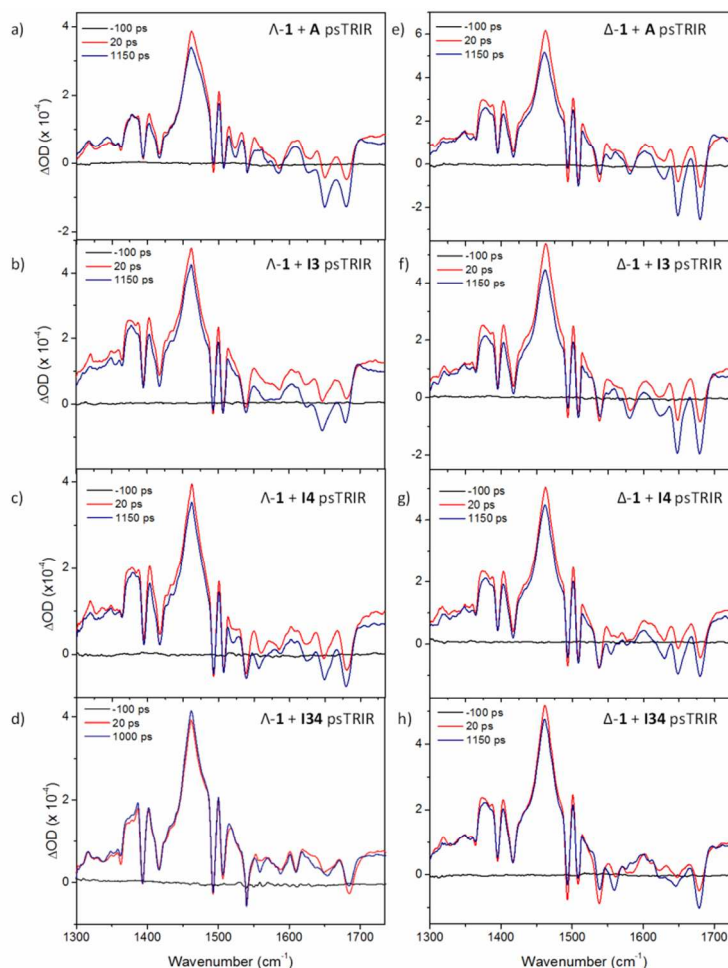 a)
Λ-1 + A psTRIR
-100 ps
20 ps
1150 ps
4
2
0
-2
b)
Λ-1 + I3 psTRIR
-100 ps
20 ps
1150 ps
4
2
0
c)
Λ-1 + I4 psTRIR
-100 ps
20 ps
1150 ps
4
2
0
d)
Λ-1 + I34 psTRIR
-100 ps
20 ps
1000 ps
4
2
0
ΔOD (x 10-4)
ΔOD (x 10-4)
ΔOD (x10-4)
ΔOD (x 10-4)
1300 1400 1500 1600 1700
Wavenumber (cm-1)
e)
Δ-1 + A psTRIR
-100 ps
20 ps
1150 ps
6
4
2
0
-2
f)
Δ-1 + I3 psTRIR
-100 ps
20 ps
1150 ps
4
2
0
-2
g)
Δ-1 + I4 psTRIR
-100 ps
20 ps
1150 ps
4
2
0
h)
Δ-1 + I34 psTRIR
-100 ps
20 ps
1150 ps
4
2
0
1300 1400 1500 1600 1700
Wavenumber (cm-1)